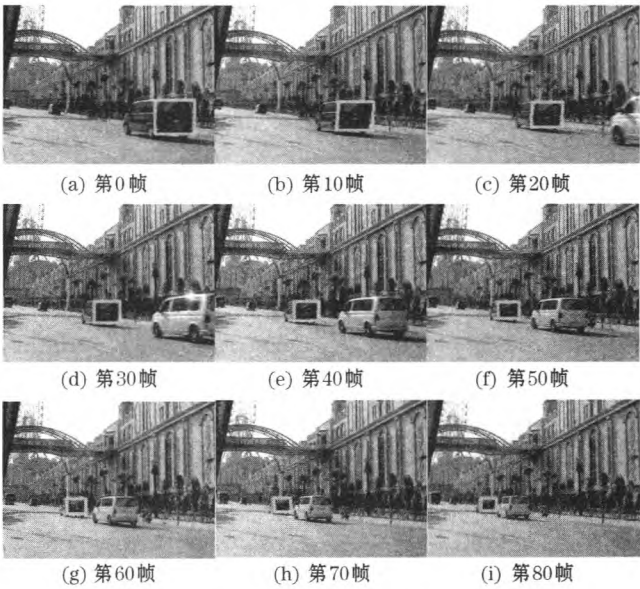 (a) 第0帧
(b) 第10帧
(c) 第20帧
(d) 第30帧
(e) 第40帧
(f) 第50帧
(g) 第60帧
(h) 第70帧
(i) 第80帧